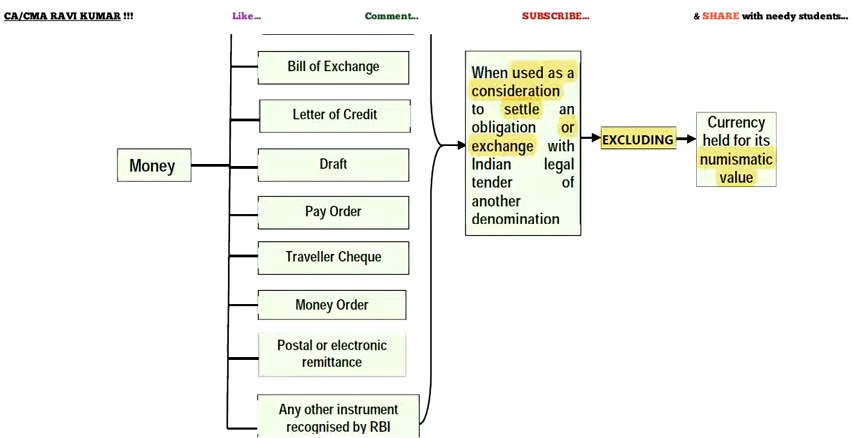 CA/CMA RAVI KUMAR !!! Like... Comment... SUBSCRIBE... & SHARE with needy students...
Money
Bill of Exchange
Letter of Credit
Draft
Pay Order
Traveller Cheque
Money Order
Postal or electronic
remittance
Any other instrument
recognised by RBI
When used as a
consideration
to settle an
obligation or
exchange with
Indian legal
tender of
another
denomination
EXCLUDING
Currency
held for its
numismatic
value